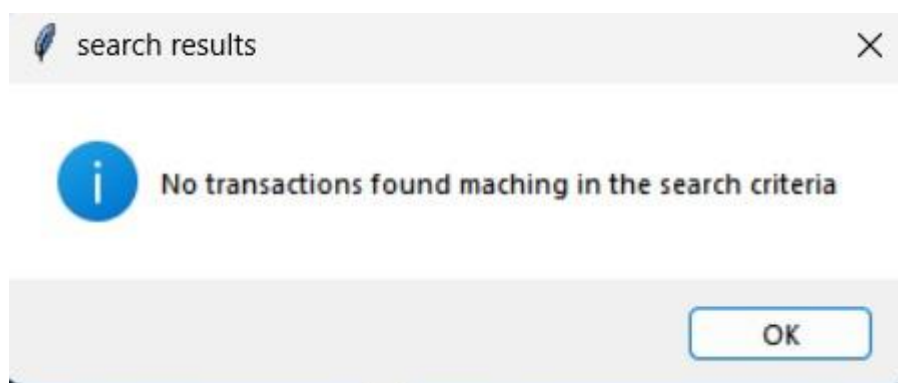 search results
No transactions found maching in the search criteria
OK